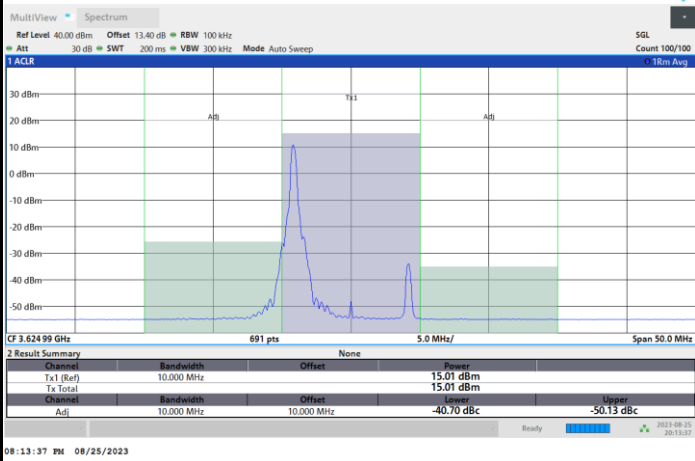 MultiView Spectrum
Ref Level 40.00 dBm Offset 13.40 dB RBW 100 kHz SGL
Att 30 dB SWT 200 ms VBW 300 kHz Mode Auto Sweep Count 100/100
1 ACLR 1Rm Avg
30 dBm
Tx1
20 dBm
Adj Adj
10 dBm
0 dBm
-10 dBm
-20 dBm
-30 dBm
-40 dBm
-50 dBm
CF 3.62499 GHz 691 pts 5.0 MHz/ Span 50.0 MHz
2 Result Summary None
Channel Bandwidth Offset Power
Tx1 (Ref) 10.000 MHz 15.01 dBm
Tx Total 15.01 dBm
Channel Bandwidth Offset Lower Upper
Adj 10.000 MHz 10.000 MHz -40.70 dBc -50.13 dBc
Ready 2023-08-25
20:13:37
08:13:37 PM 08/25/2023